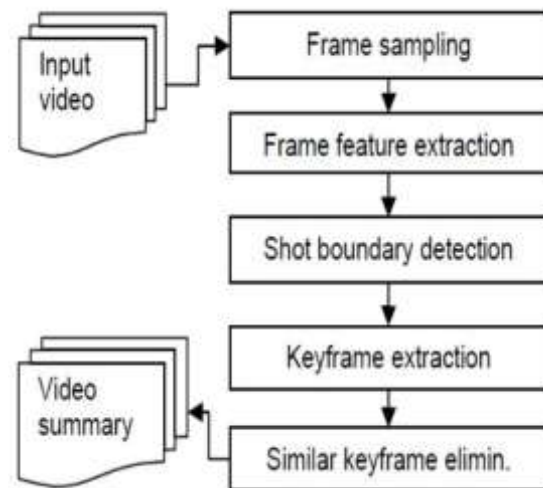 Input
video
Frame sampling
Frame feature extraction
Shot boundary detection
Keyframe extraction
Similar keyframe elimin.
Video
summary